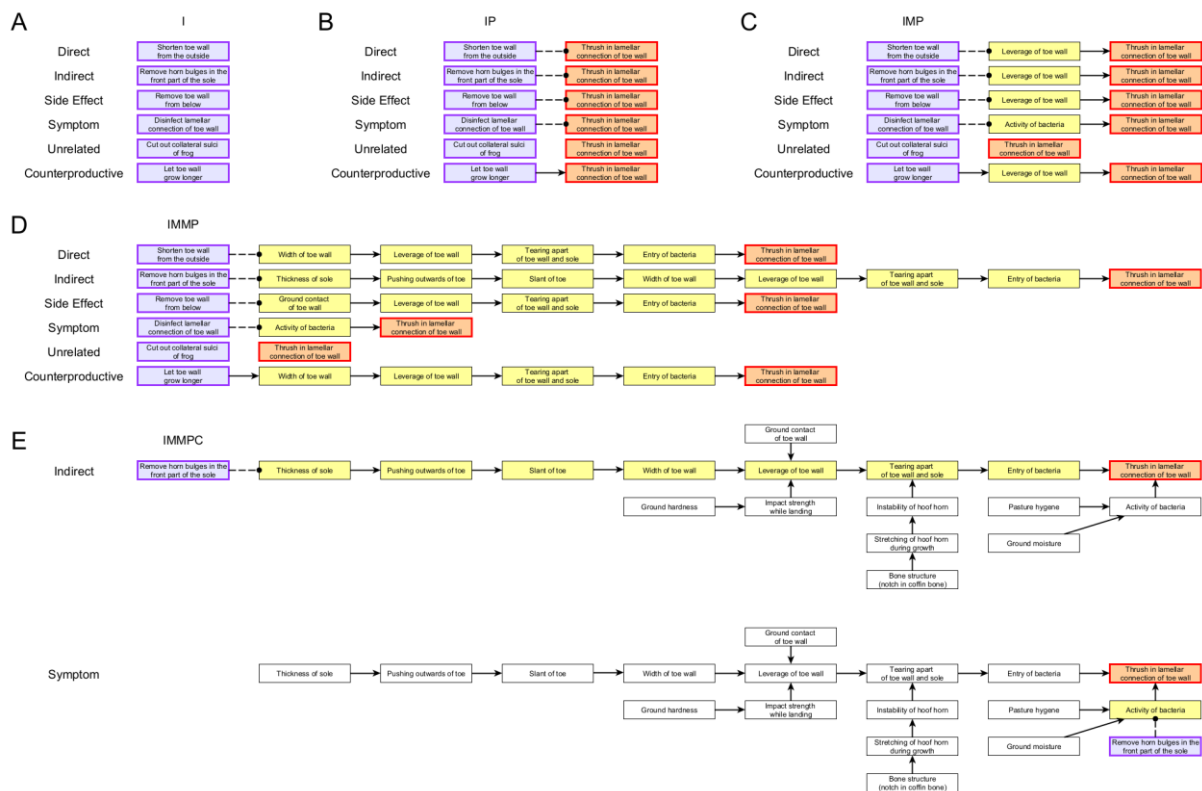 A
I
Direct
Shorten toe wall
from the outside
Indirect
Remove horn bulges in the
front part of the sole
Side Effect
Remove toe wall
from below
Symptom
Disinfect lamellar
connection of toe wall
Unrelated
Cut out collateral sulci
of frog
Counterproductive
Let toe wall
grow longer
B
IP
Direct
Shorten toe wall
from the outside
Thrush in lamellar
connection of toe wall
Indirect
Remove horn bulges in the
front part of the sole
Thrush in lamellar
connection of toe wall
Side Effect
Remove toe wall
from below
Thrush in lamellar
connection of toe wall
Symptom
Disinfect lamellar
connection of toe wall
Thrush in lamellar
connection of toe wall
Unrelated
Cut out collateral sulci
of frog
Thrush in lamellar
connection of toe wall
Counterproductive
Let toe wall
grow longer
Thrush in lamellar
connection of toe wall
C
IMP
Direct
Shorten toe wall
from the outside
Leverage of toe wall
Thrush in lamellar
connection of toe wall
Indirect
Remove horn bulges in the
front part of the sole
Leverage of toe wall
Thrush in lamellar
connection of toe wall
Side Effect
Remove toe wall
from below
Leverage of toe wall
Thrush in lamellar
connection of toe wall
Symptom
Disinfect lamellar
connection of toe wall
Activity of bacteria
Thrush in lamellar
connection of toe wall
Unrelated
Cut out collateral sulci
of frog
Thrush in lamellar
connection of toe wall
Counterproductive
Let toe wall
grow longer
Leverage of toe wall
Thrush in lamellar
connection of toe wall
D
IMMP
Direct
Shorten toe wall
from the outside
Width of toe wall
Leverage of toe wall
Tearing apart
of toe wall and sole
Entry of bacteria
Thrush in lamellar
connection of toe wall
Indirect
Remove horn bulges in the
front part of the sole
Thickness of sole
Pushing outwards of toe
Slant of toe
Width of toe wall
Leverage of toe wall
Tearing apart
of toe wall and sole
Entry of bacteria
Thrush in lamellar
connection of toe wall
Side Effect
Remove toe wall
from below
Ground contact
of toe wall
Leverage of toe wall
Tearing apart
of toe wall and sole
Entry of bacteria
Thrush in lamellar
connection of toe wall
Symptom
Disinfect lamellar
connection of toe wall
Activity of bacteria
Thrush in lamellar
connection of toe wall
Unrelated
Cut out collateral sulci
of frog
Thrush in lamellar
connection of toe wall
Counterproductive
Let toe wall
grow longer
Width of toe wall
Leverage of toe wall
Tearing apart
of toe wall and sole
Entry of bacteria
Thrush in lamellar
connection of toe wall
E
IMMPC
Ground contact
of toe wall
Indirect
Remove horn bulges in the
front part of the sole
Thickness of sole
Pushing outwards of toe
Slant of toe
Width of toe wall
Leverage of toe wall
Tearing apart
of toe wall and sole
Entry of bacteria
Thrush in lamellar
connection of toe wall
Ground hardness
Impact strength
while landing
Instability of hoof horn
Pasture hygene
Activity of bacteria
Stretching of hoof horn
during growth
Ground moisture
Bone structure
(notch in coffin bone)
Ground contact
of toe wall
Symptom
Thickness of sole
Pushing outwards of toe
Slant of toe
Width of toe wall
Leverage of toe wall
Tearing apart
of toe wall and sole
Entry of bacteria
Thrush in lamellar
connection of toe wall
Ground hardness
Impact strength
while landing
Instability of hoof horn
Pasture hygene
Activity of bacteria
Stretching of hoof horn
during growth
Ground moisture
Remove horn bulges in the
front part of the sole
Bone structure
(notch in coffin bone)